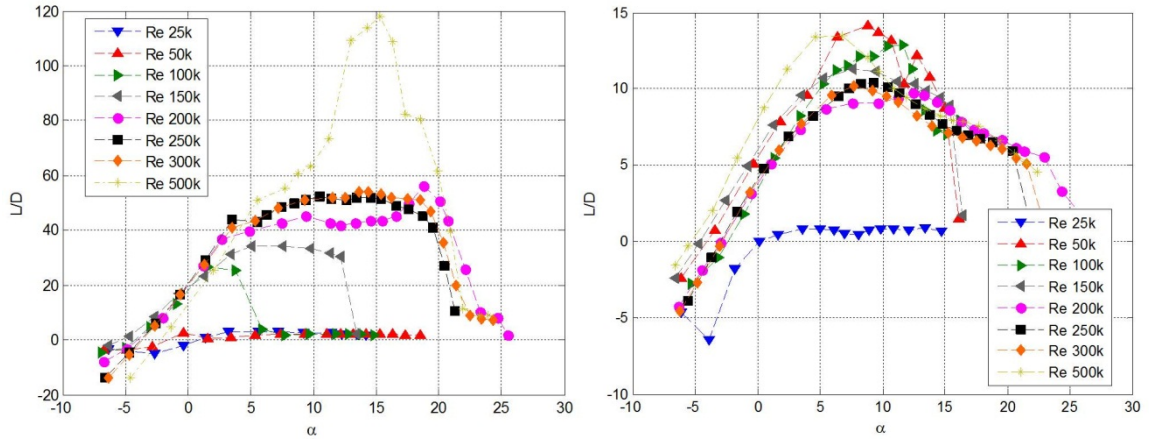 120
100
80
60
40
20
0
-20
L/D
Re 25k
Re 50k
Re 100k
Re 150k
Re 200k
Re 250k
Re 300k
Re 500k
-10 -5 0 5 10 15 20 25 30
α
15
10
5
0
-5
-10
L/D
Re 25k
Re 50k
Re 100k
Re 150k
Re 200k
Re 250k
Re 300k
Re 500k
-10 -5 0 5 10 15 20 25 30
α